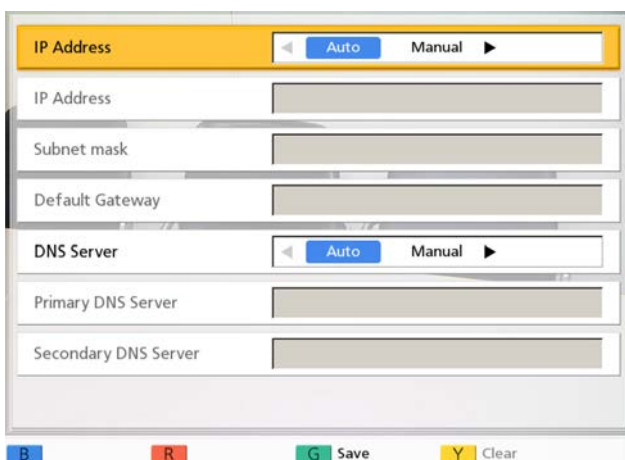 IP Address Auto Manual
IP Address
Subnet mask
Default Gateway
DNS Server Auto Manual
Primary DNS Server
Secondary DNS Server
B R G Save Y Clear